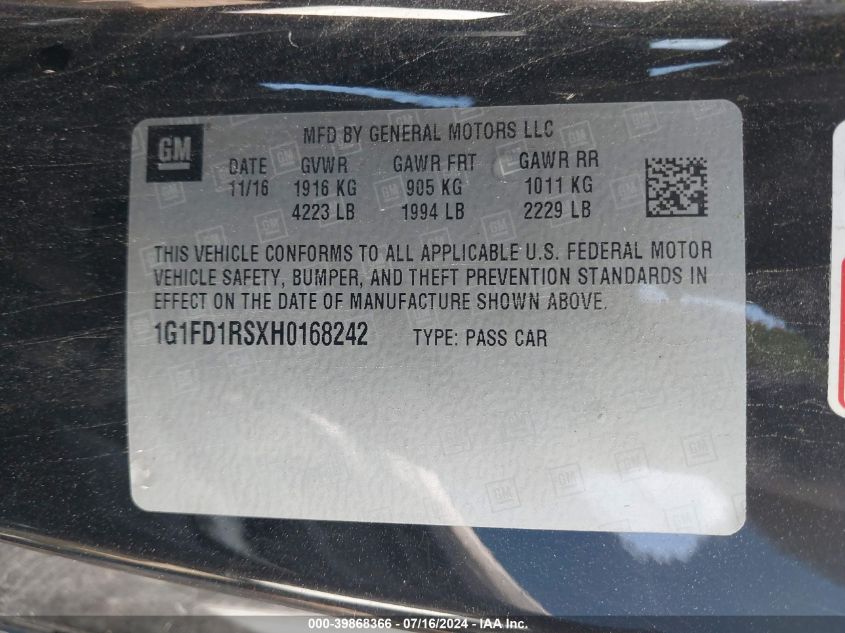 GM
MFD BY GENERAL MOTORS LLC
DATE GVWR GAWR FRT GAWR RR
11/16 1916 KG 905 KG 1011 KG
4223 LB 1994 LB 2229 LB
THIS VEHICLE CONFORMS TO ALL APPLICABLE U.S. FEDERAL MOTOR
VEHICLE SAFETY, BUMPER, AND THEFT PREVENTION STANDARDS IN
EFFECT ON THE DATE OF MANUFACTURE SHOWN ABOVE.
1G1FD1RSXH0168242 TYPE: PASS CAR
000-39868366 - 07/16/2024 - IAA Inc.